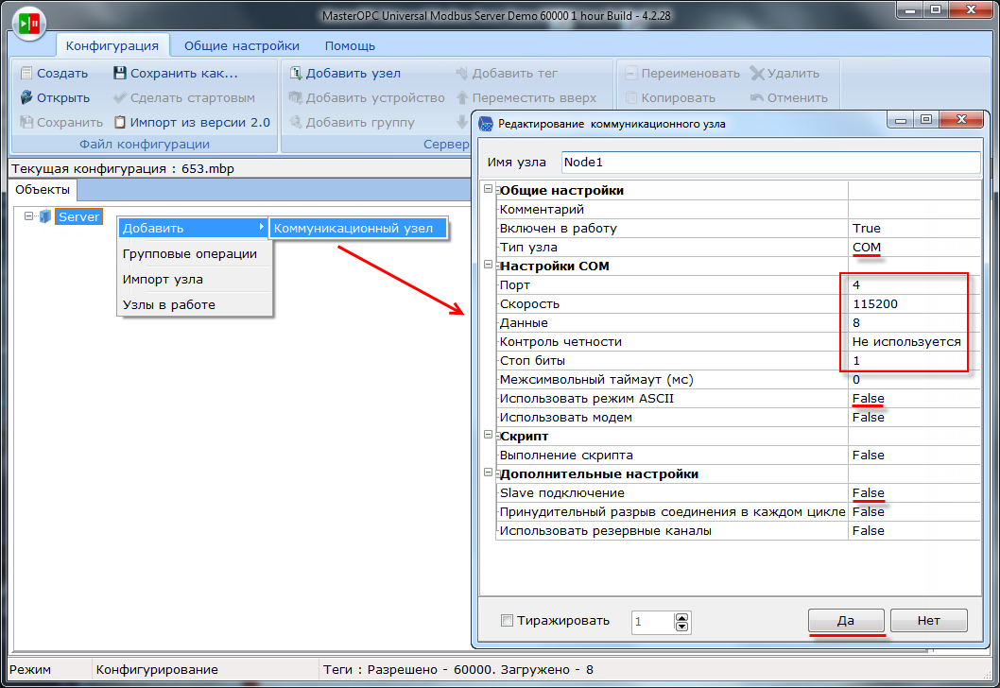 MasterOPC Universal Modbus Server Demo 60000 1 hour Build - 4.2.28
Конфигурация Общие настройки Помощь
Создать Сохранить как... Добавить узел Добавить тег Переименовать Удалить
Открыть Сделать стартовым Добавить устройство Переместить вверх Копировать Отменить
Сохранить Импорт из версии 2.0 Добавить группу
Файл конфигурации Сервер
Текущая конфигурация : 653.mbp
Объекты
Server
Добавить
Коммуникационный узел
Групповые операции
Импорт узла
Узлы в работе
Редактирование коммуникационного узла
Имя узла Node1
Общие настройки
Комментарий
Включен в работу True
Тип узла COM
Настройки COM
Порт 4
Скорость 115200
Данные 8
Контроль четности Не используется
Стоп биты 1
Межсимвольный таймаут (мс) 0
Использовать режим ASCII False
Использовать модем False
Скрипт
Выполнение скрипта False
Дополнительные настройки
Slave подключение False
Принудительный разрыв соединения в каждом цикле False
Использовать резервные каналы False
Тиражировать 1 Да Нет
Режим Конфигурирование Теги : Разрешено - 60000. Загружено - 8